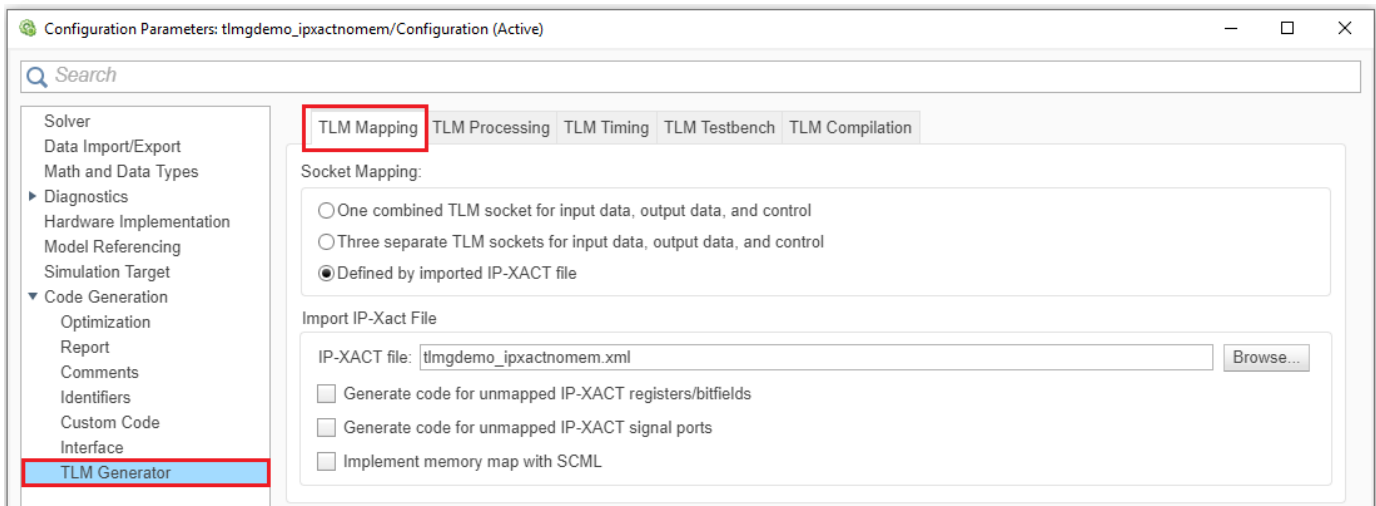 Configuration Parameters: tlmgdemo_ipxactnomem/Configuration (Active)
Search
Solver
Data Import/Export
Math and Data Types
Diagnostics
Hardware Implementation
Model Referencing
Simulation Target
Code Generation
Optimization
Report
Comments
Identifiers
Custom Code
Interface
TLM Generator
TLM Mapping TLM Processing TLM Timing TLM Testbench TLM Compilation
Socket Mapping:
One combined TLM socket for input data, output data, and control
Three separate TLM sockets for input data, output data, and control
Defined by imported IP-XACT file
Import IP-Xact File
IP-XACT file: tlmgdemo_ipxactnomem.xml Browse...
Generate code for unmapped IP-XACT registers/bitfields
Generate code for unmapped IP-XACT signal ports
Implement memory map with SCML